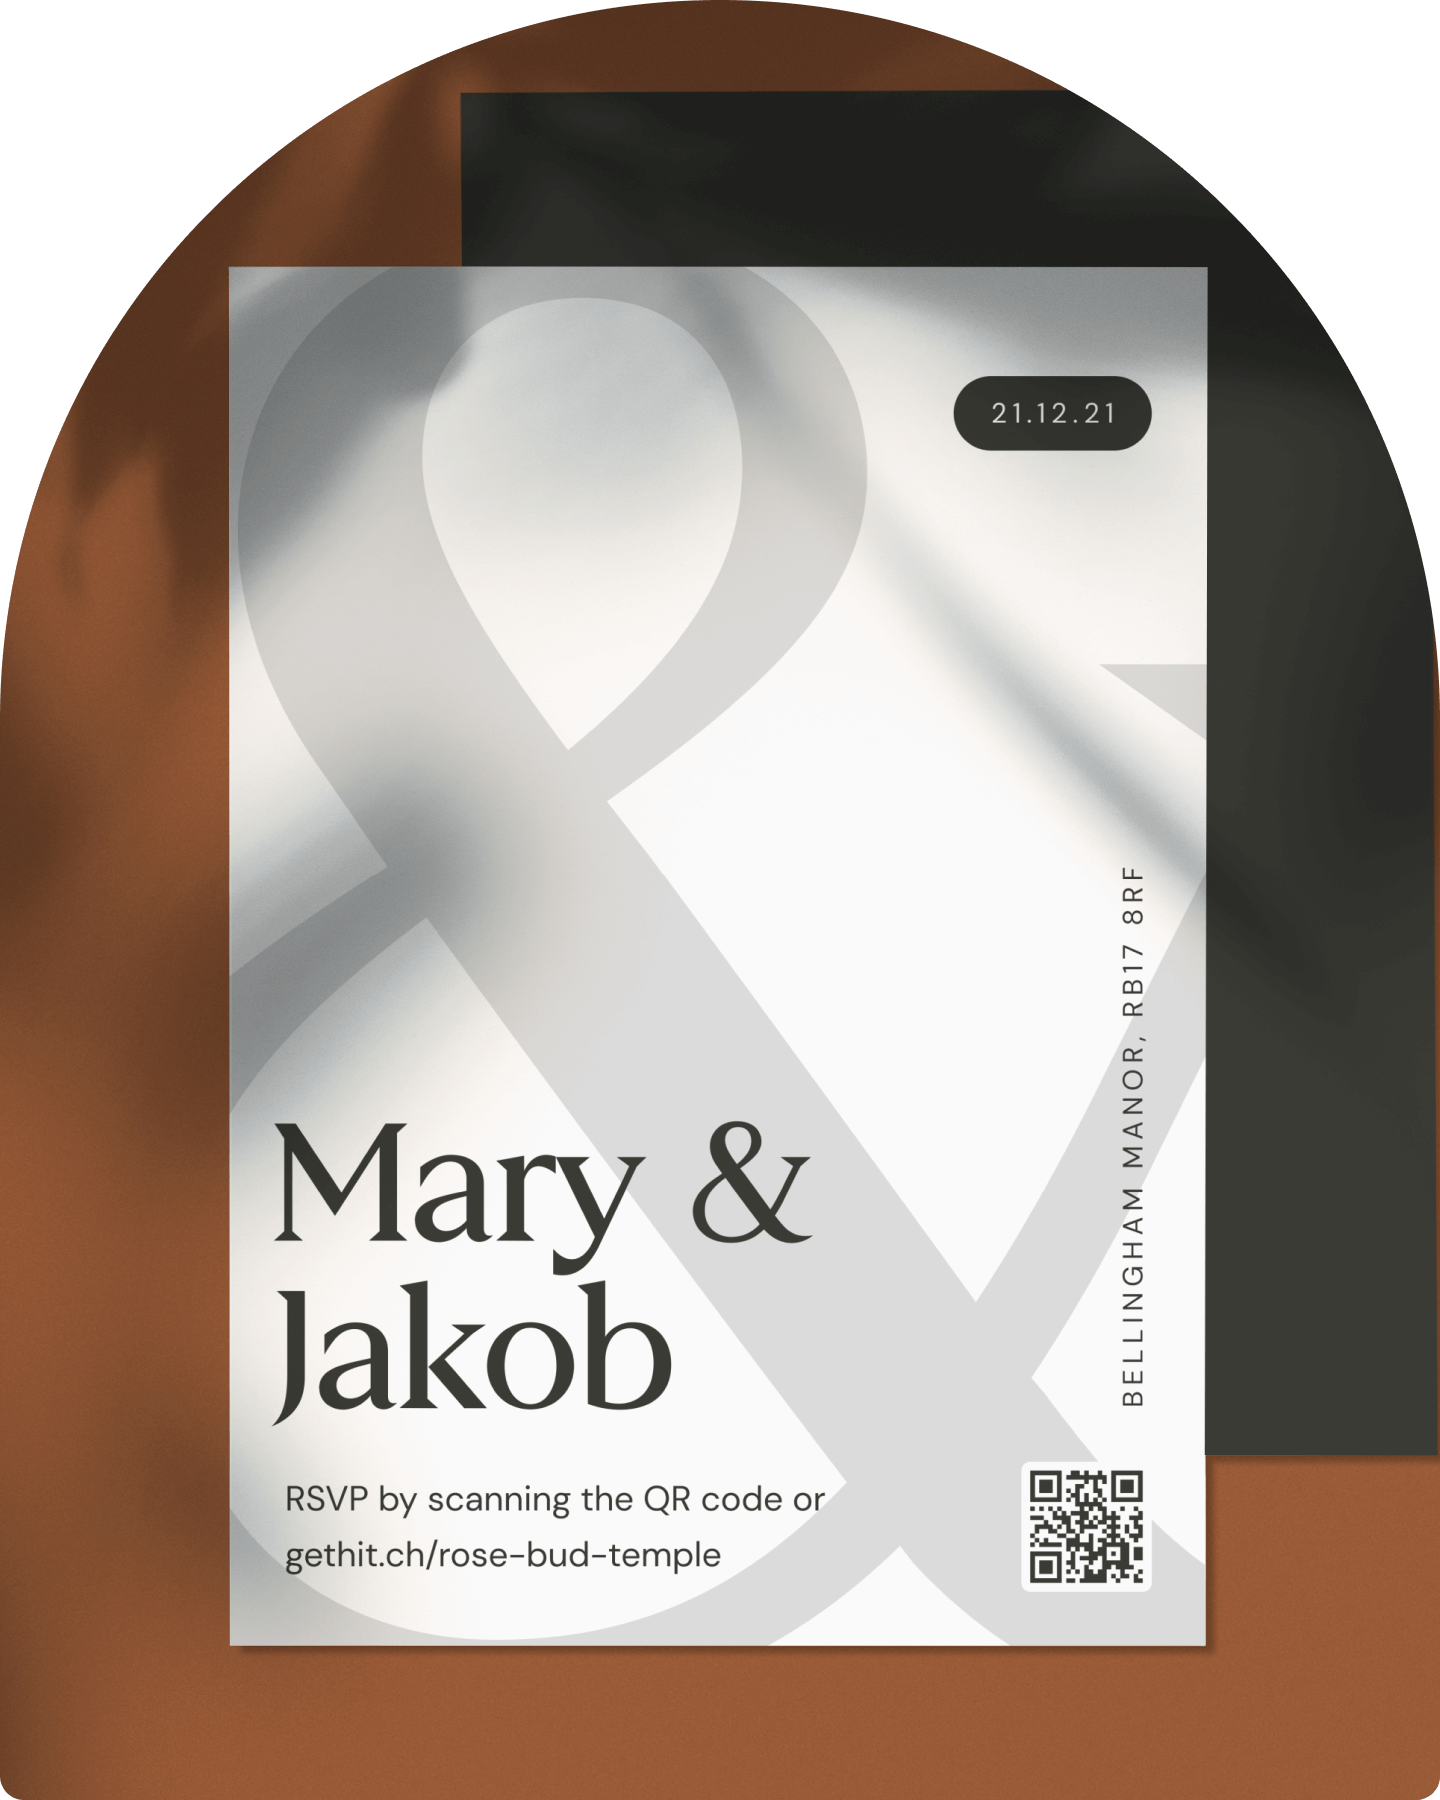 21.12.21
BELLINGHAM MANOR, RB17 8RF
Mary &
Jakob
RSVP by scanning the QR code or
gethit.ch/rose-bud-temple